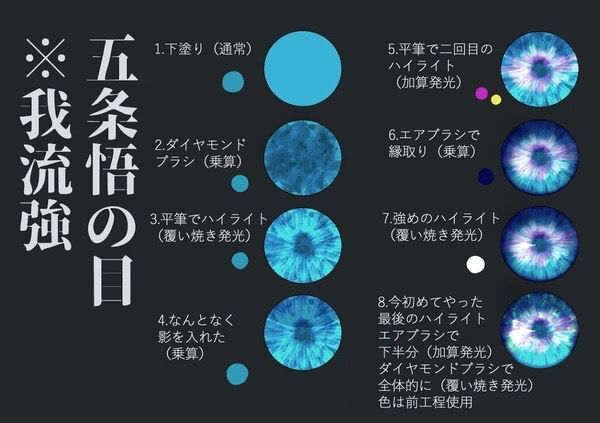 五条悟の目
※我流強
1.下塗り（通常）
2.ダイヤモンド
ブラシ（乗算）
3.平筆でハイライト
（覆い焼き発光）
4.なんとなく
影を入れた
（乗算）
5.平筆で二回目の
ハイライト
（加算発光）
6.エアブラシで
縁取り（乗算）
7.強めのハイライト
（覆い焼き発光）
8.今初めてやった
最後のハイライト
エアブラシで
下半分（加算発光）
ダイヤモンドブラシで
全体的に（覆い焼き発光）
色は前工程使用